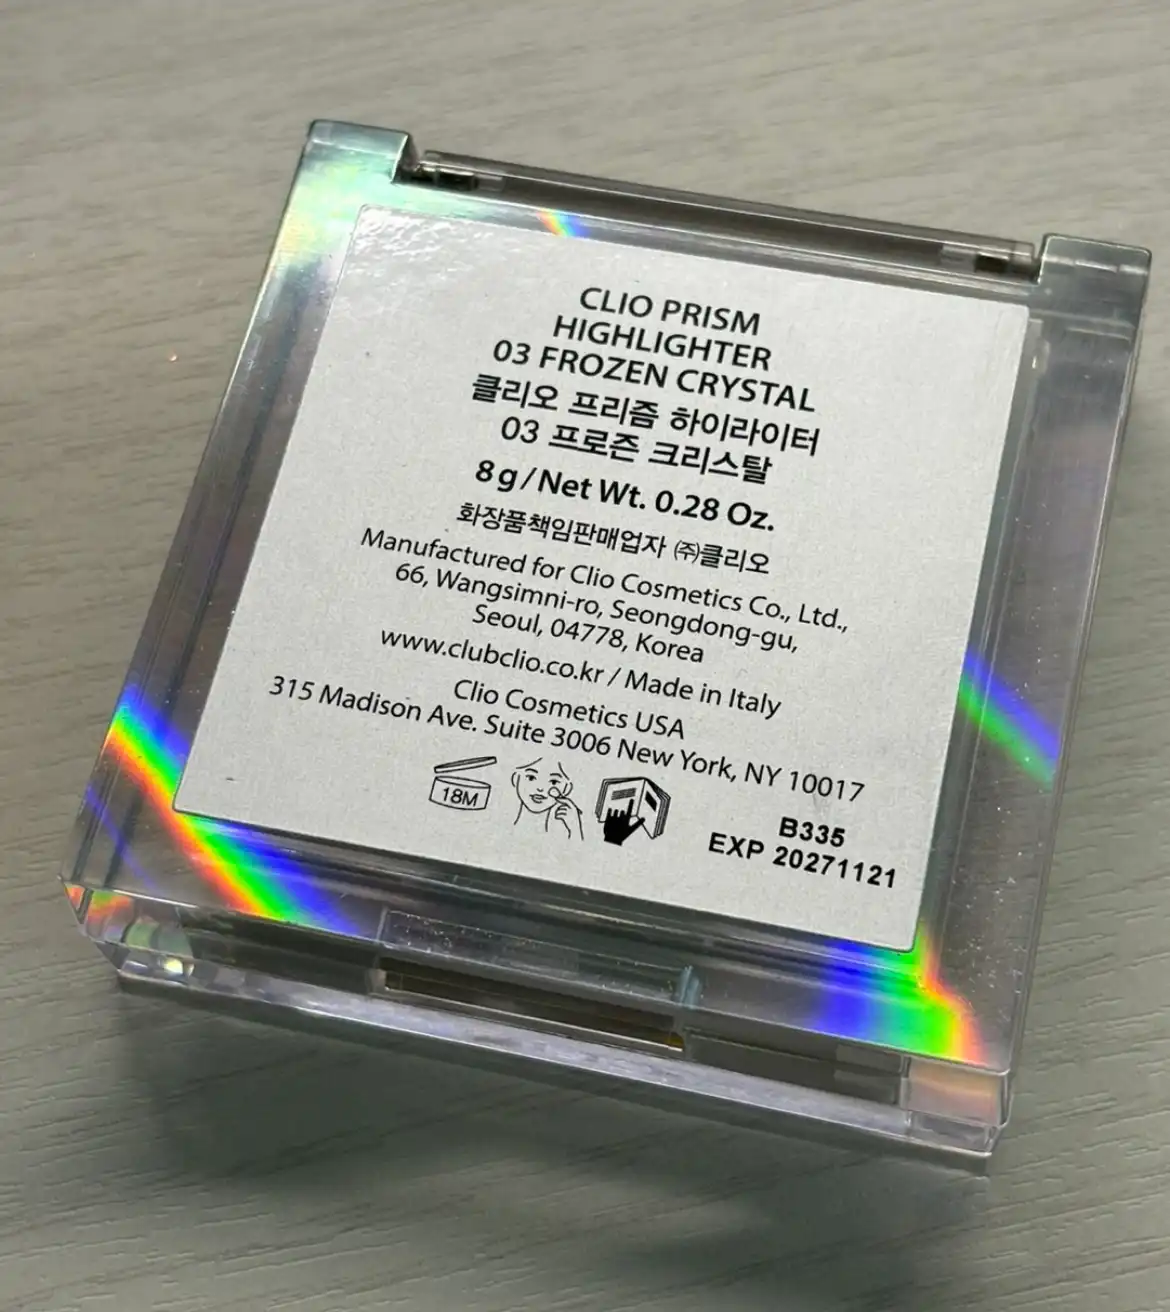 CLIO PRISM
HIGHLIGHTER
03 FROZEN CRYSTAL
클리오 프리즘 하이라이터
03 프로즌 크리스탈
8 g / Net Wt. 0.28 Oz.
화장품책임판매업자 ㈜클리오
Manufactured for Clio Cosmetics Co., Ltd.,
66, Wangsimni-ro, Seongdong-gu,
Seoul, 04778, Korea
www.clubclio.co.kr / Made in Italy
Clio Cosmetics USA
315 Madison Ave. Suite 3006 New York, NY 10017
18M
B335
EXP 20271121